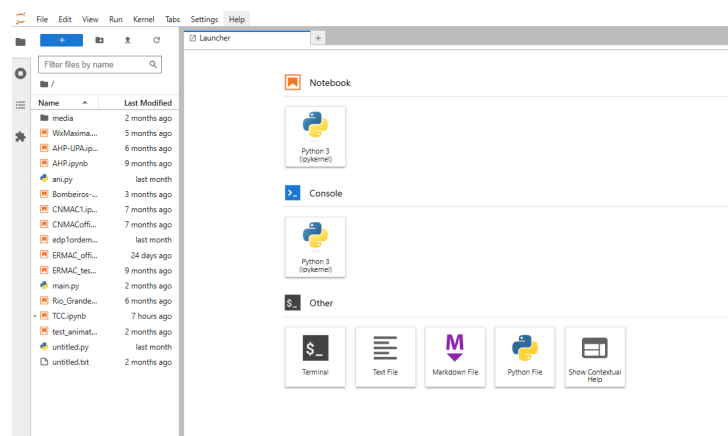 File Edit View Run Kernel Tabs Settings Help
Launcher
Filter files by name
/
Name Last Modified
media 2 months ago
WxMaxima.... 5 months ago
AHP-UPA.ip... 6 months ago
AHP.ipynb 9 months ago
ani.py last month
Bombeiros-... 3 months ago
CNMAC1.ip... 7 months ago
CNMACoffi... 7 months ago
edp1ordem... last month
ERMAC_offi... 24 days ago
ERMAC_tes... 9 months ago
main.py 2 months ago
Rio_Grande... 6 months ago
TCC.ipynb 7 hours ago
test_animat... 2 months ago
untitled.py last month
untitled.txt 2 months ago
Notebook
Python 3
(ipykernel)
Console
Python 3
(ipykernel)
$_ Other
$_
M
Terminal Text File Markdown File Python File Show Contextual
Help